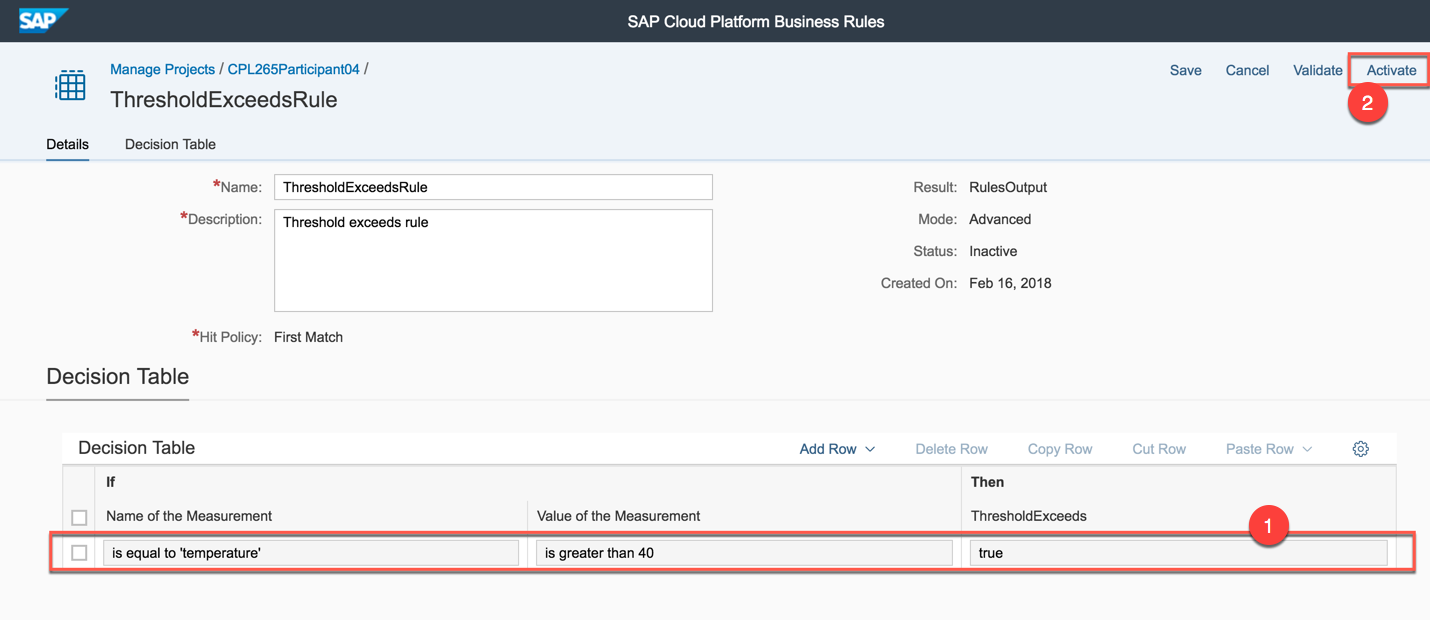 SAP
SAP Cloud Platform Business Rules
Manage Projects / CPL265Participant04 /
ThresholdExceedsRule
Save Cancel Validate Activate
2
Details Decision Table
*Name: ThresholdExceedsRule
*Description: Threshold exceeds rule
*Hit Policy: First Match
Result: RulesOutput
Mode: Advanced
Status: Inactive
Created On: Feb 16, 2018
Decision Table
Decision Table Add Row Delete Row Copy Row Cut Row Paste Row
If Then
Name of the Measurement Value of the Measurement ThresholdExceeds
1
is equal to 'temperature' is greater than 40 true